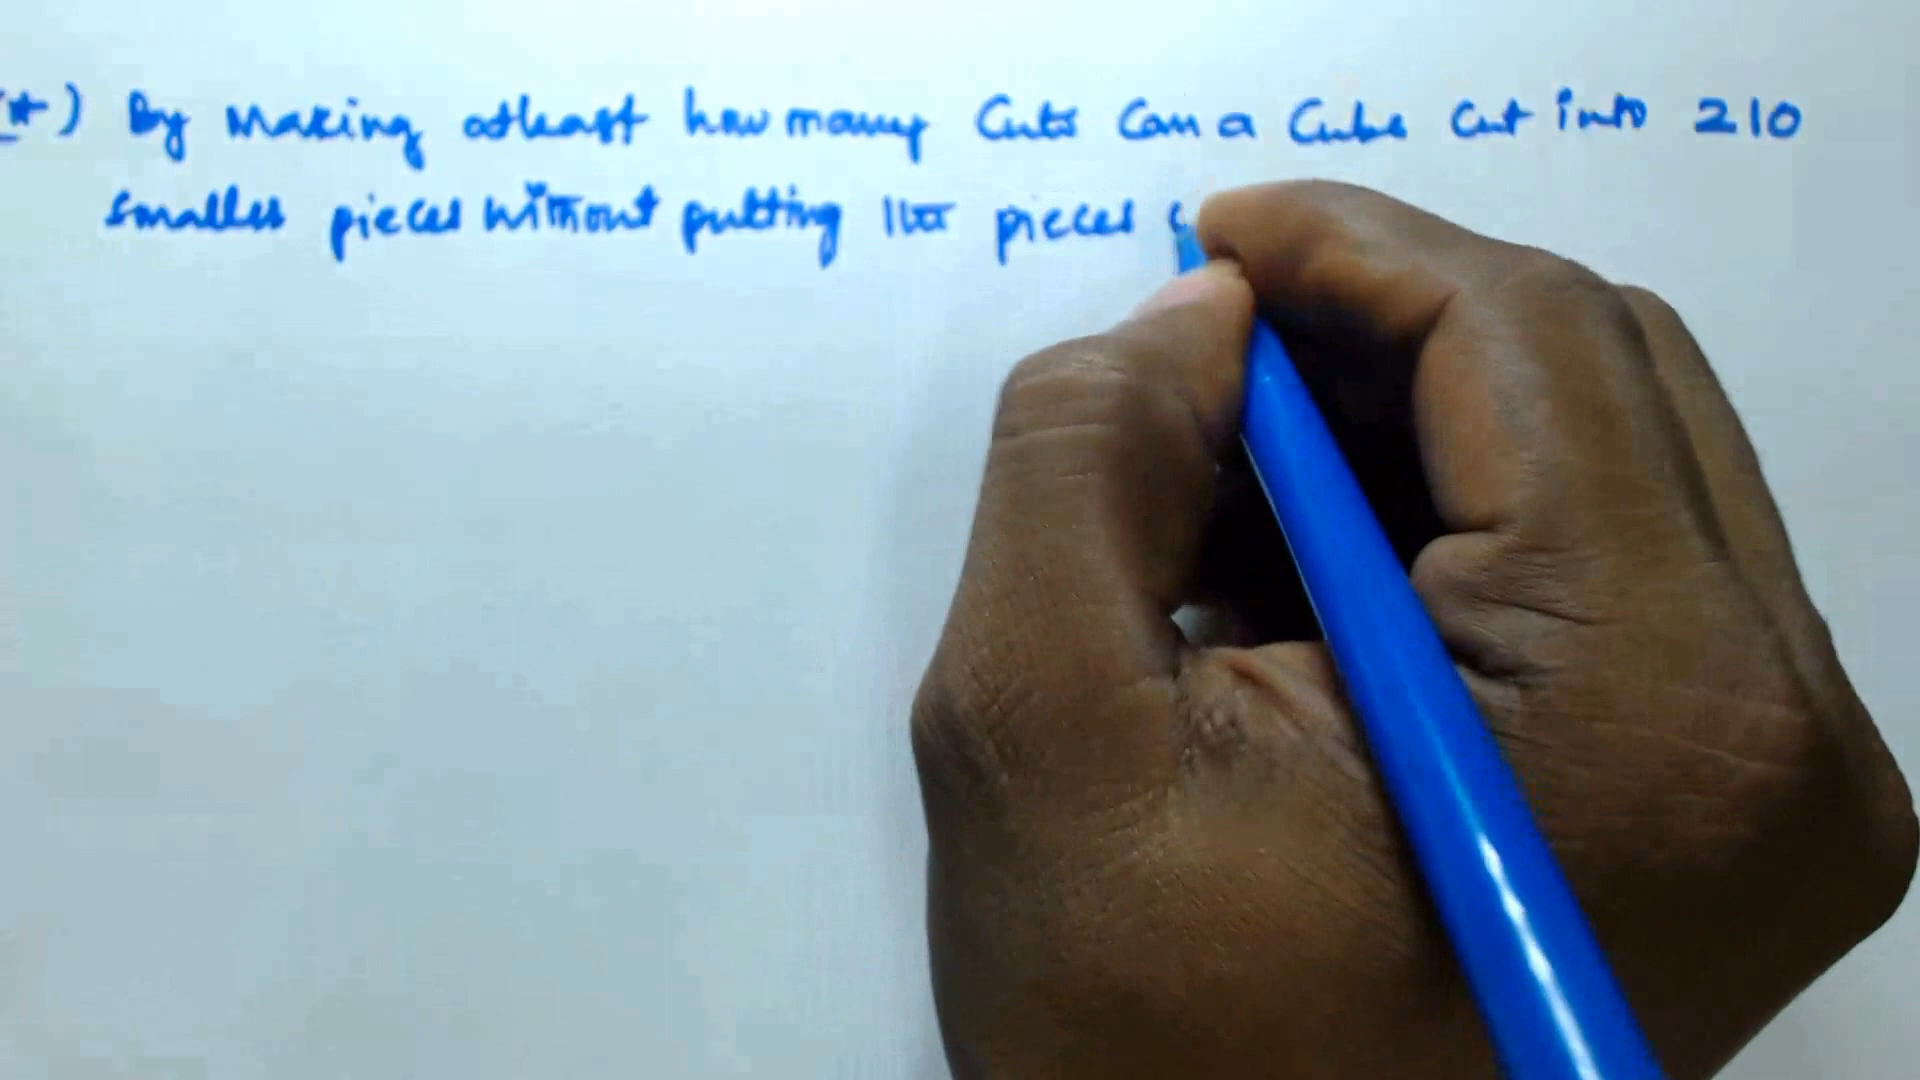 (*) By making atleast how many cuts can a cube cut into 210
smaller pieces without putting the pieces